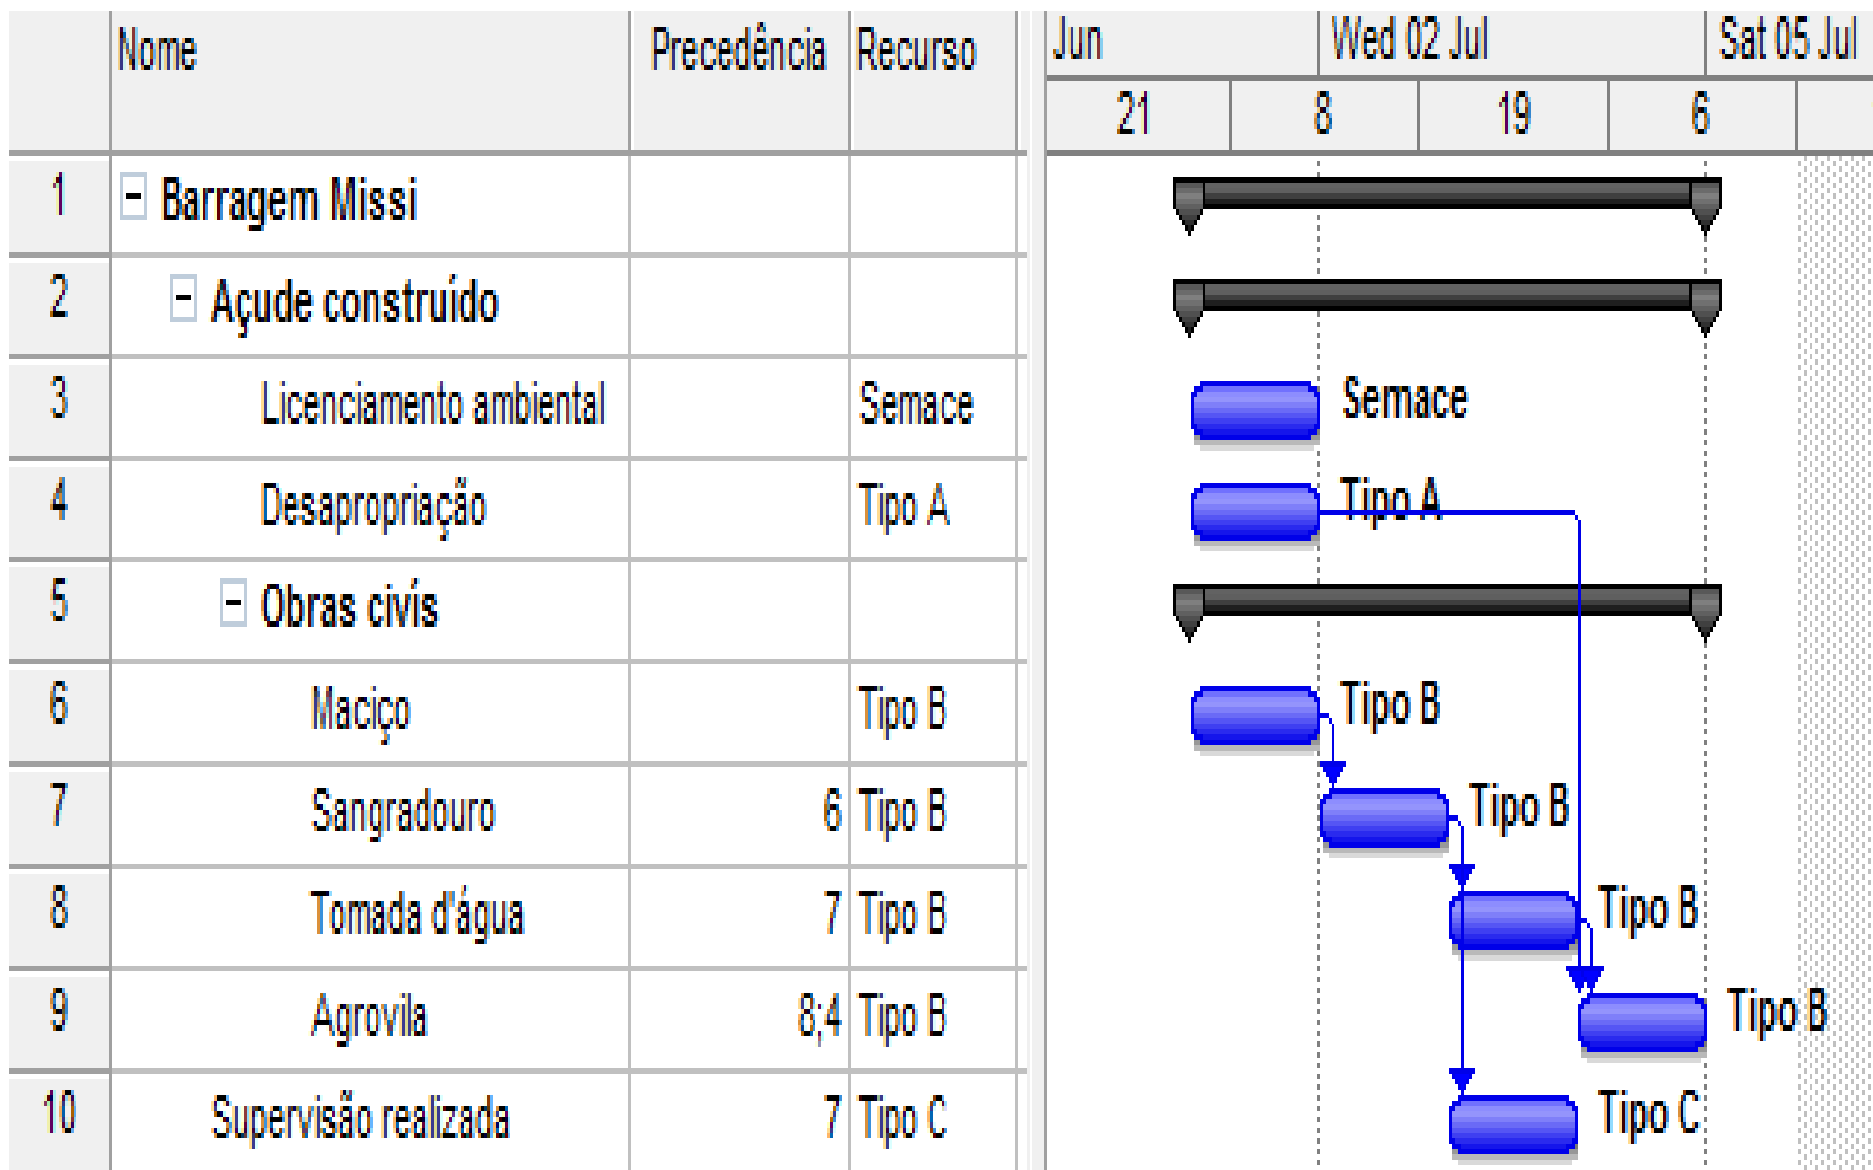 Nome Precedência Recurso Jun Wed 02 Jul Sat 05 Jul
21 8 19 6
1 Barragem Missi
2 Açude construído
3 Licenciamento ambiental Semace Semace
4 Desapropriação Tipo A Tipo A
5 Obras civís
6 Maciço Tipo B Tipo B
7 Sangradouro 6 Tipo B Tipo B
8 Tomada d'água 7 Tipo B Tipo B
9 Agrovila 8;4 Tipo B Tipo B
10 Supervisão realizada 7 Tipo C Tipo C